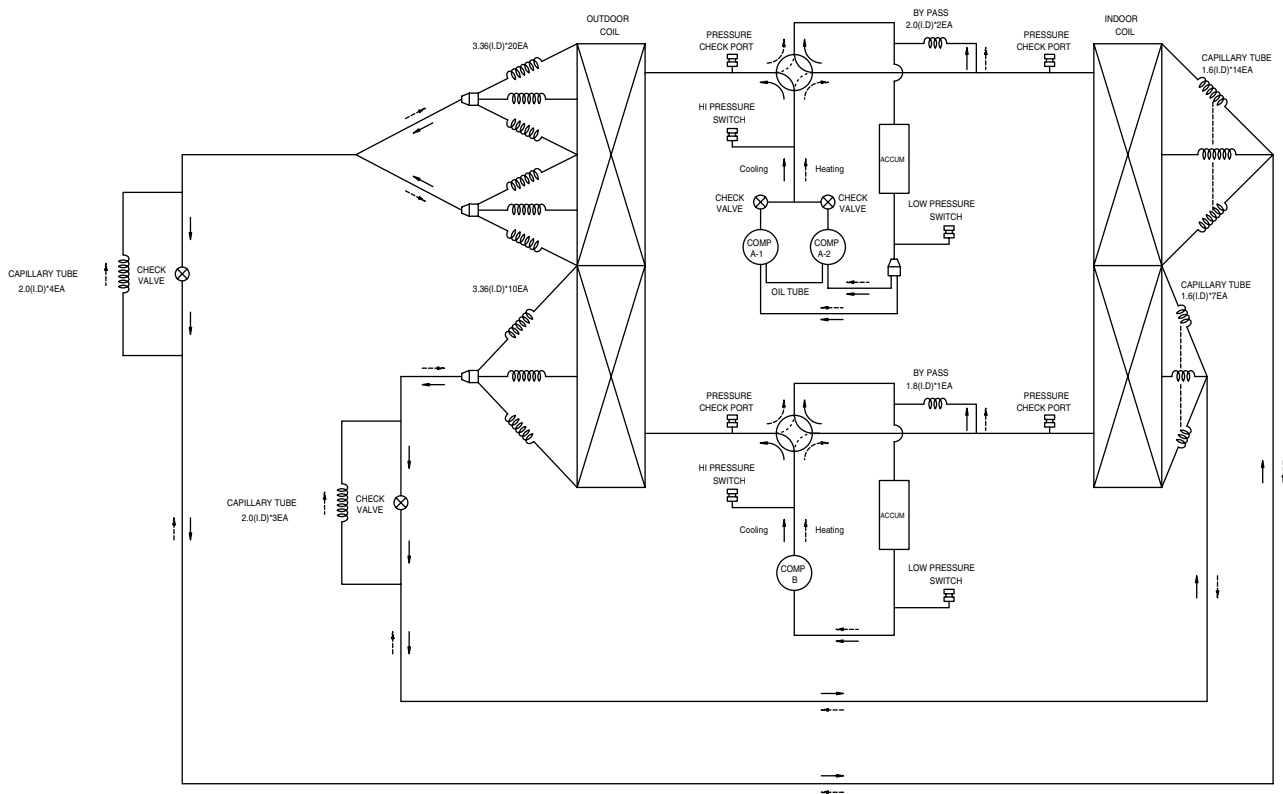 OUTDOOR
COIL
BY PASS
2.0(I.D)*2EA
INDOOR
COIL
3.36(I.D)*20EA
PRESSURE
CHECK PORT
PRESSURE
CHECK PORT
CAPILLARY TUBE
1.6(I.D)*14EA
HI PRESSURE
SWITCH
ACCUM
Cooling
Heating
CHECK
VALVE
CHECK
VALVE
LOW PRESSURE
SWITCH
COMP
A-1
COMP
A-2
OIL TUBE
CAPILLARY TUBE
2.0(I.D)*4EA
CHECK
VALVE
3.36(I.D)*10EA
CAPILLARY TUBE
1.6(I.D)*7EA
BY PASS
1.8(I.D)*1EA
PRESSURE
CHECK PORT
PRESSURE
CHECK PORT
HI PRESSURE
SWITCH
CAPILLARY TUBE
2.0(I.D)*3EA
CHECK
VALVE
ACCUM
Cooling
Heating
COMP
B
LOW PRESSURE
SWITCH